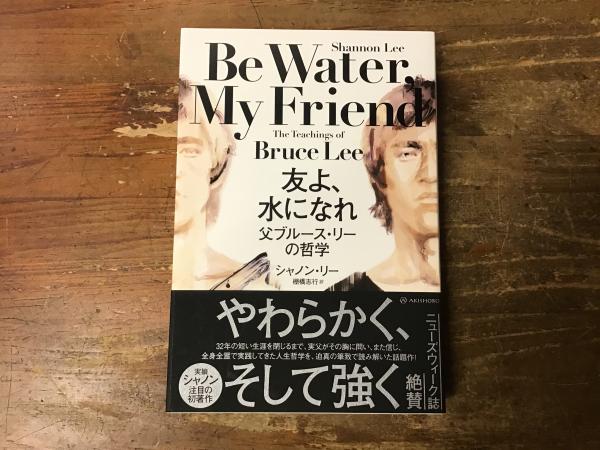 Shannon Lee
Be Water,
My Friend
The Teachings of
Bruce Lee
友よ、
水になれ
父ブルース・リー
の哲学
シャノン・リー
棚橋志行 訳
AKISHOBO
やわらかく、
32年の短い生涯を閉じるまで、実父がその胸に問い、また信じ、
全身全霊で実践してきた人生哲学を、迫真の筆致で読み解いた話題作!
そして強く
実娘
シャノン
注目の
初著作
ニューズウィーク誌
絶賛